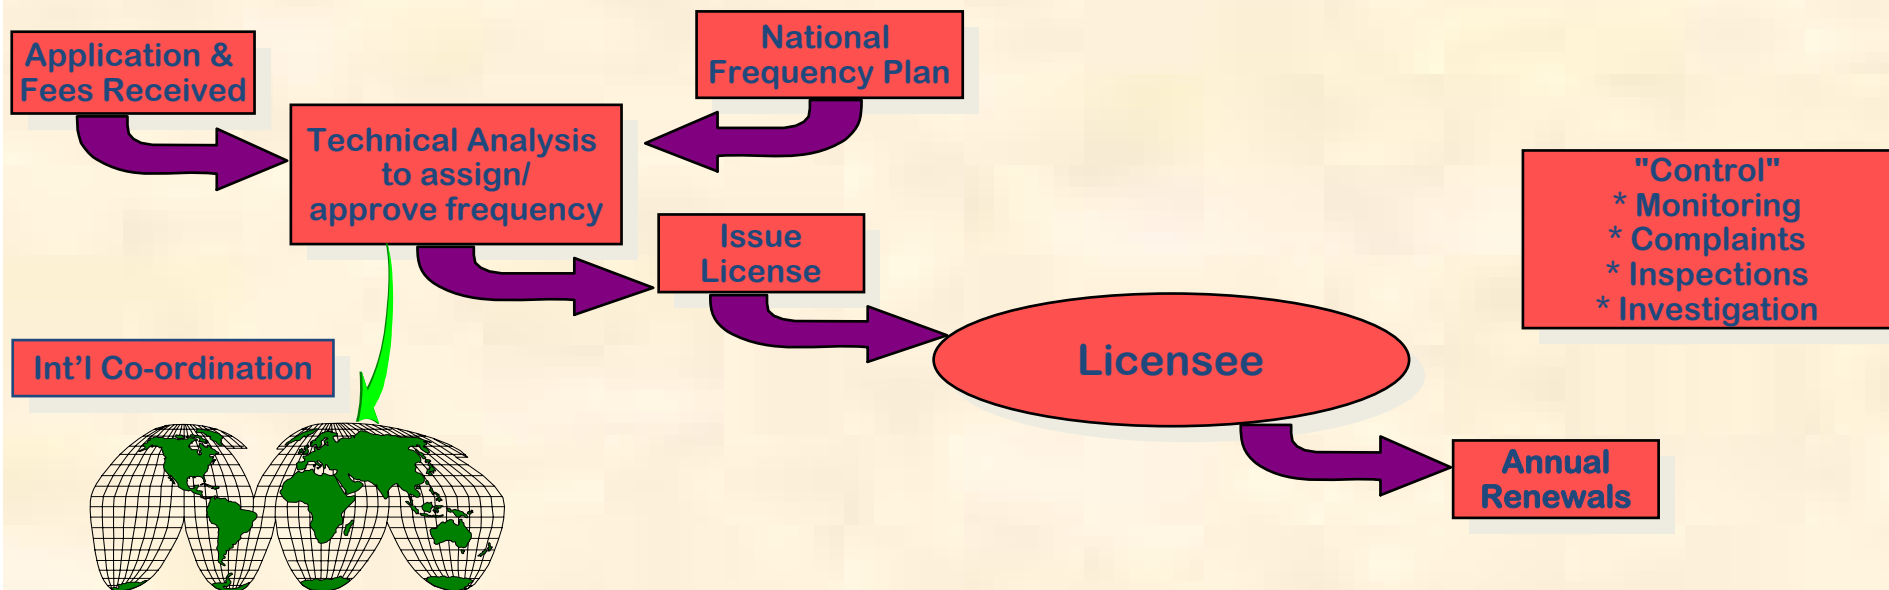 Application &
Fees Received
National
Frequency Plan
Technical Analysis
to assign/
approve frequency
"Control"
* Monitoring
* Complaints
* Inspections
* Investigation
Issue
License
Int’l Co-ordination
Licensee
Annual
Renewals